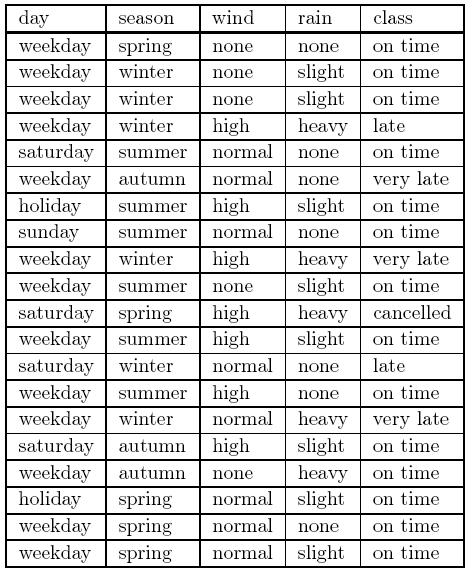 day season wind rain class
weekday spring none none on time
weekday winter none slight on time
weekday winter none slight on time
weekday winter high heavy late
saturday summer normal none on time
weekday autumn normal none very late
holiday summer high slight on time
sunday summer normal none on time
weekday winter high heavy very late
weekday summer none slight on time
saturday spring high heavy cancelled
weekday summer high slight on time
saturday winter normal none late
weekday summer high none on time
weekday winter normal heavy very late
saturday autumn high slight on time
weekday autumn none heavy on time
holiday spring normal slight on time
weekday spring normal none on time
weekday spring normal slight on time